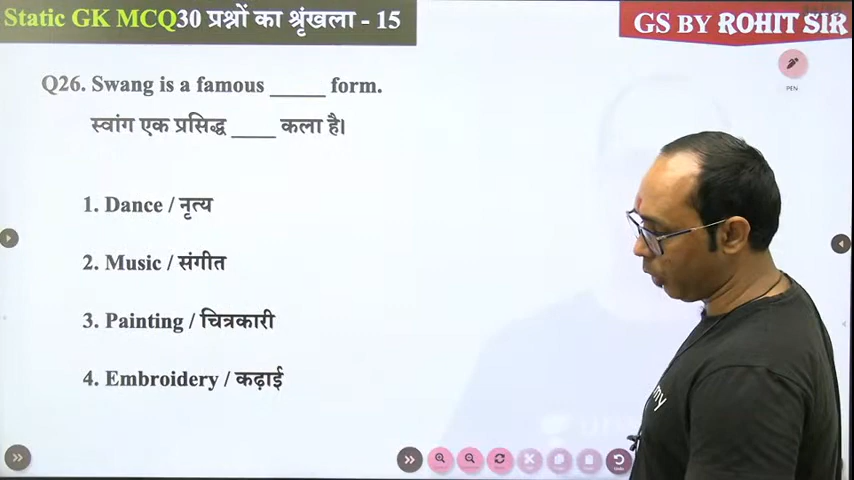 Static GK MCQ30 प्रश्नों का श्रृंखला - 15
GS BY ROHIT SIR
PEN
Q26. Swang is a famous _____ form.
स्वांग एक प्रसिद्ध ____ कला है।
1. Dance / नृत्य
2. Music / संगीत
3. Painting / चित्रकारी
4. Embroidery / कढ़ाई
Undo